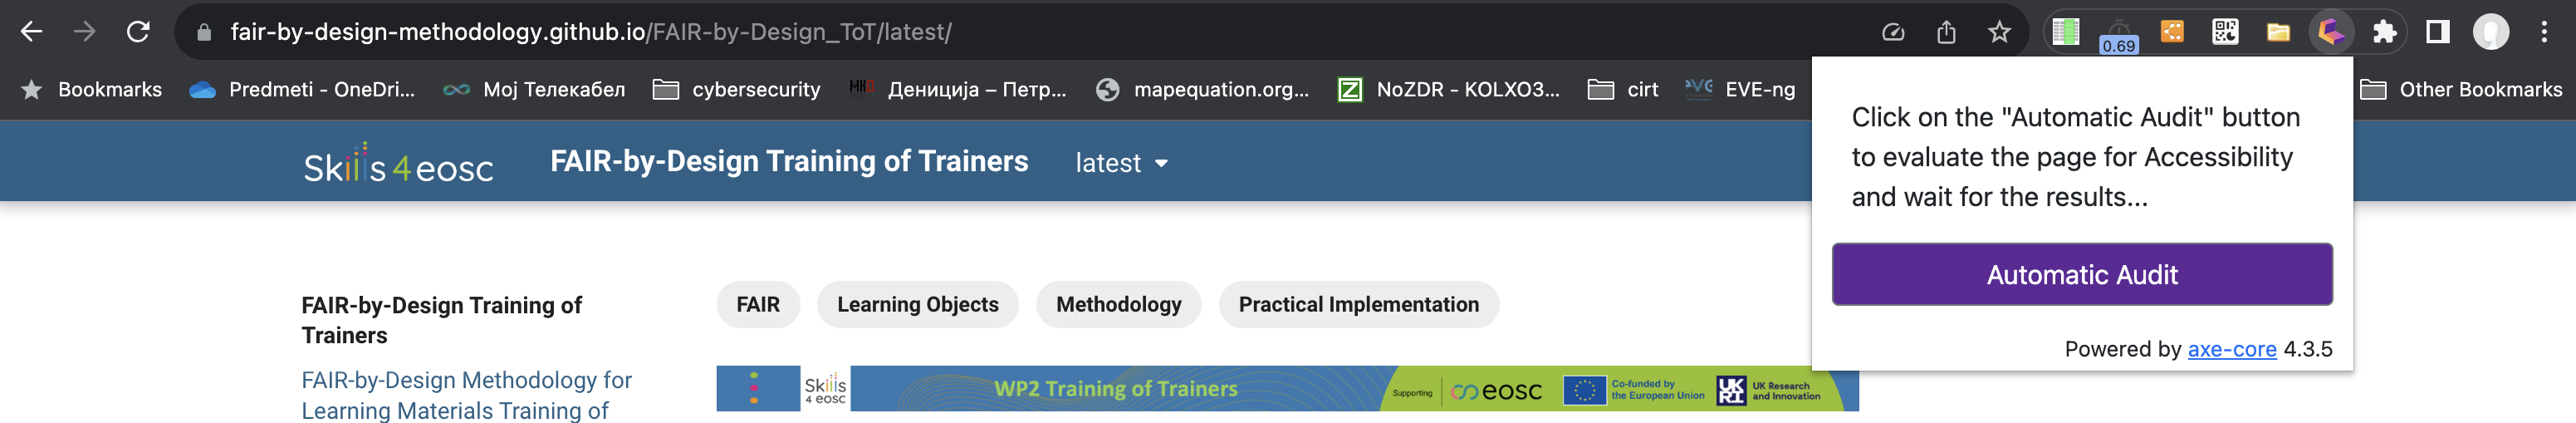 fair-by-design-methodology.github.io/FAIR-by-Design_ToT/latest/
0.69
Bookmarks Predmeti - OneDri... Мој Телекабел cybersecurity Дениција – Петр... mapequation.org... NoZDR - KOLXO3... cirt EVE-ng Other Bookmarks
Skills4eosc FAIR-by-Design Training of Trainers latest
Click on the "Automatic Audit" button
to evaluate the page for Accessibility
and wait for the results...
Automatic Audit
Powered by axe-core 4.3.5
FAIR-by-Design Training of
Trainers
FAIR-by-Design Methodology for
Learning Materials Training of
FAIR Learning Objects Methodology Practical Implementation
Skills
4 eosc
WP2 Training of Trainers
Supporting eosc
Co-funded by
the European Union
UK
RI
UK Research
and Innovation